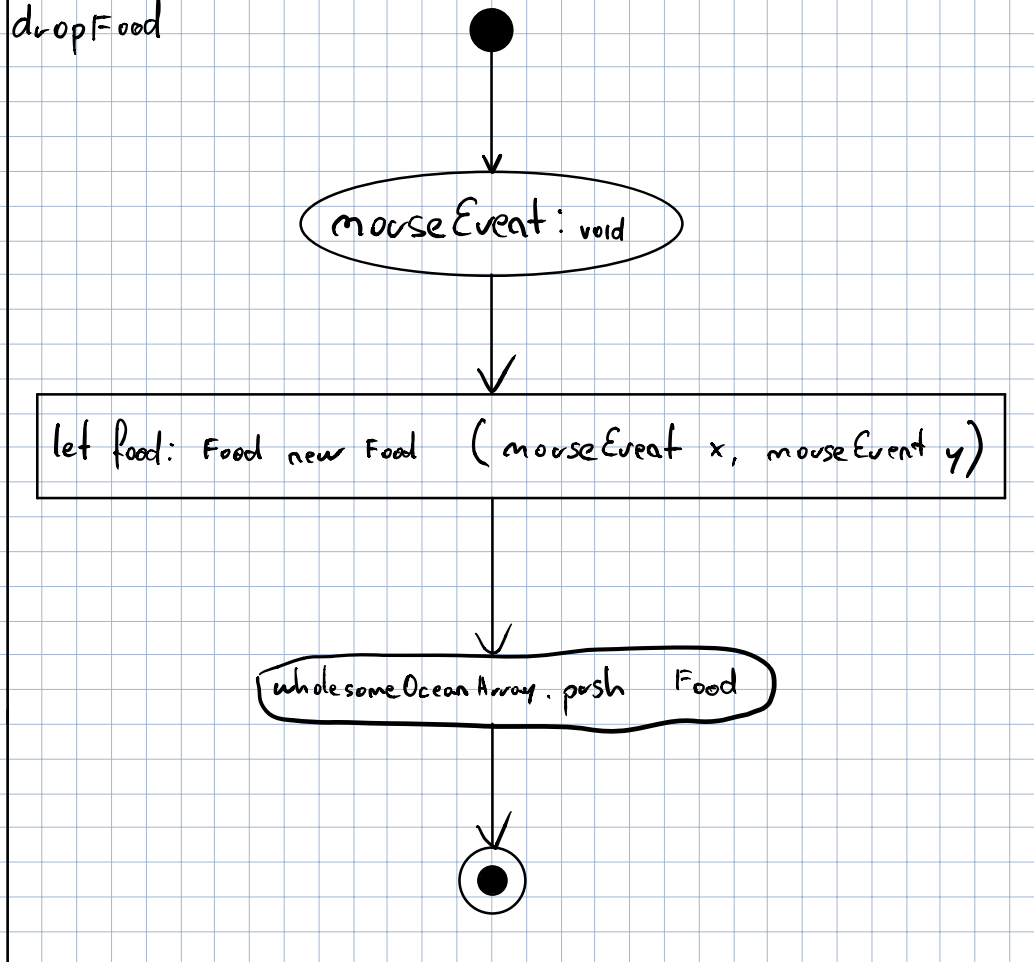 dropFood
mouseEvent: void
let food: Food new Food (mouseEvent x, mouseEvent y)
wholesomeOceanArray. push Food